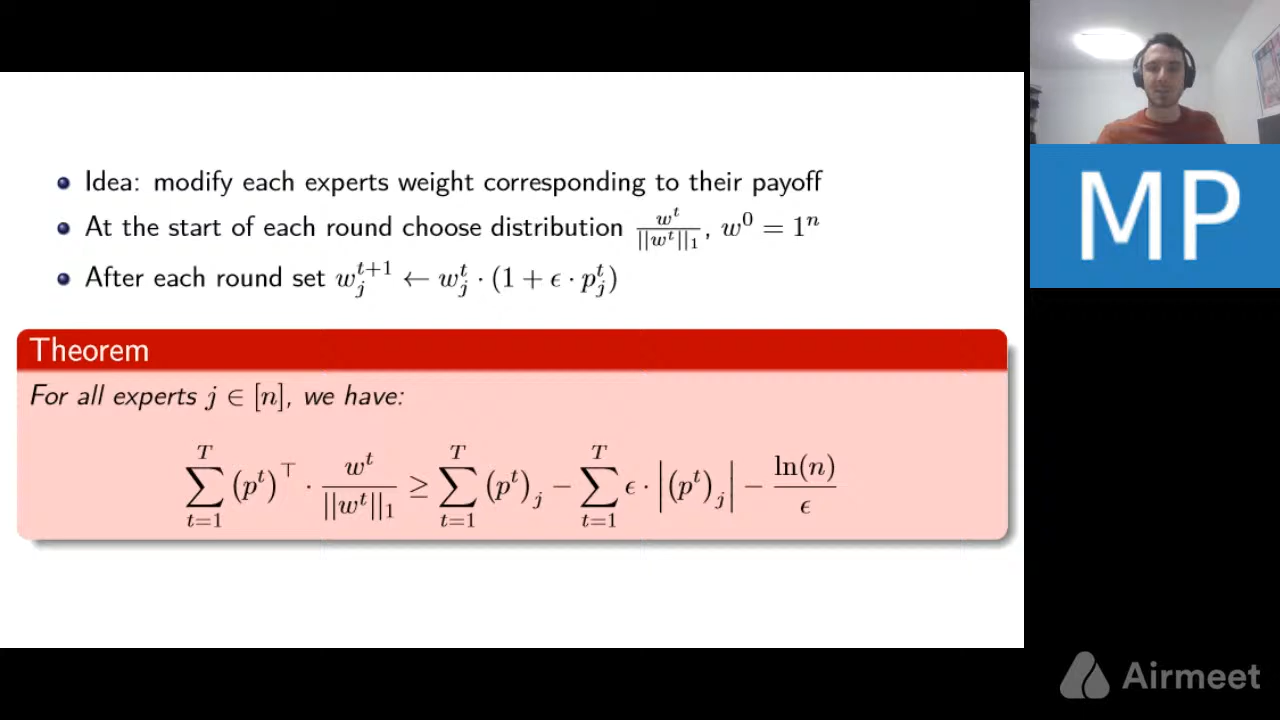 Idea: modify each experts weight corresponding to their payoff
At the start of each round choose distribution w^t / ||w^t||_1, w^0 = 1^n
After each round set w_j^{t+1} ← w_j^t · (1 + ϵ · p_j^t)
Theorem
For all experts j ∈ [n], we have:
∑_{t=1}^{T} (p^t)^⊤ · w^t / ||w^t||_1 ≥ ∑_{t=1}^{T} (p^t)_j − ∑_{t=1}^{T} ϵ · |(p^t)_j| − ln(n) / ϵ
MP
Airmeet